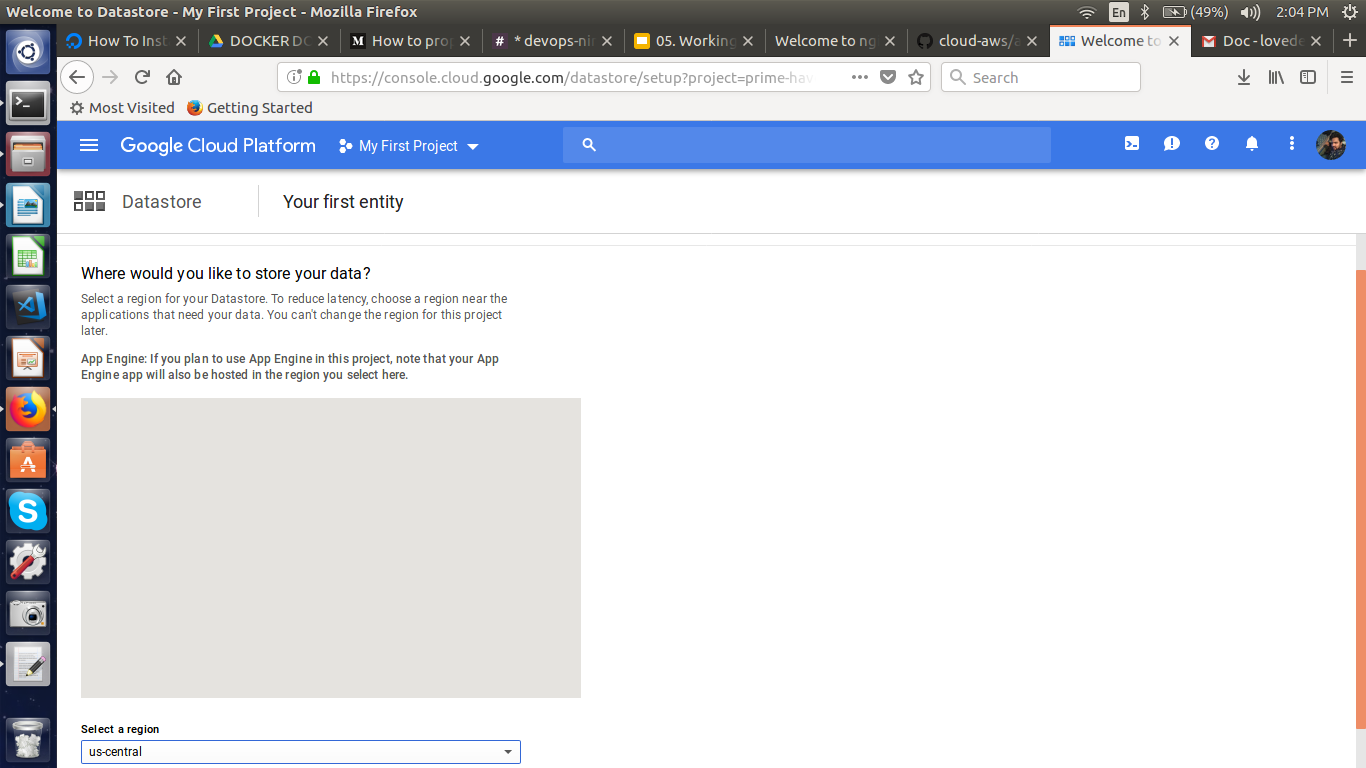 Welcome to Datastore - My First Project - Mozilla Firefox
En
(49%)
2:04 PM
How To Inst
DOCKER DO
M
How to prop
#
* devops-nin
05. Working
Welcome to ng
cloud-aws/a
Welcome to
Doc - lovede
https://console.cloud.google.com/datastore/setup?project=prime-hav
Search
Most Visited
Getting Started
Google Cloud Platform
My First Project
Datastore
Your first entity
Where would you like to store your data?
Select a region for your Datastore. To reduce latency, choose a region near the
applications that need your data. You can't change the region for this project
later.
App Engine: If you plan to use App Engine in this project, note that your App
Engine app will also be hosted in the region you select here.
Select a region
us-central